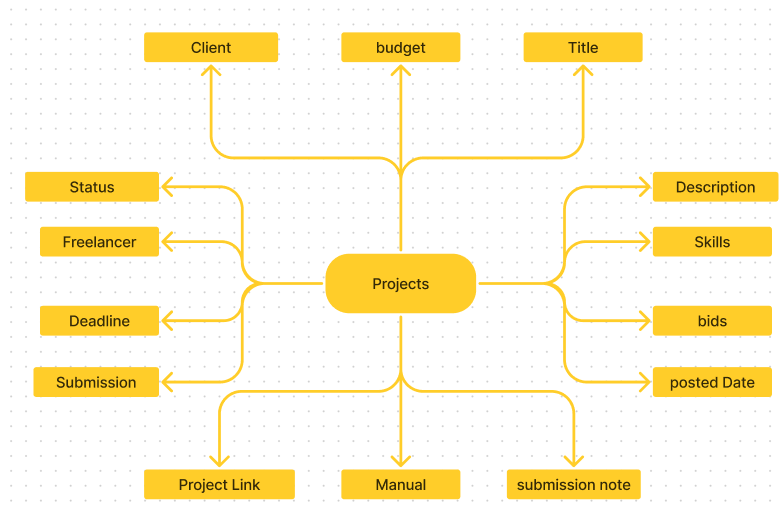 Client
budget
Title
Status
Description
Freelancer
Skills
Projects
Deadline
bids
Submission
posted Date
Project Link
Manual
submission note